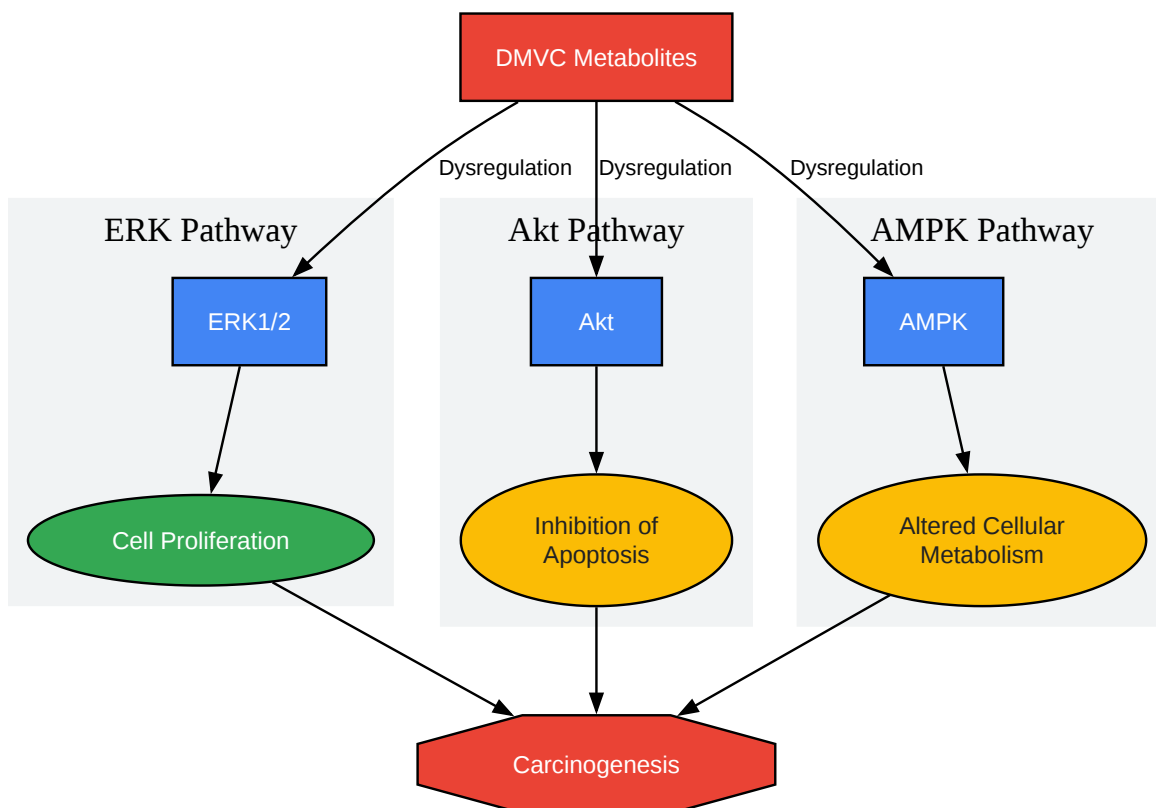 DMVC Metabolites
Dysregulation
Dysregulation
Dysregulation
ERK Pathway
Akt Pathway
AMPK Pathway
ERK1/2
Akt
AMPK
Cell Proliferation
Inhibition of
Apoptosis
Altered Cellular
Metabolism
Carcinogenesis